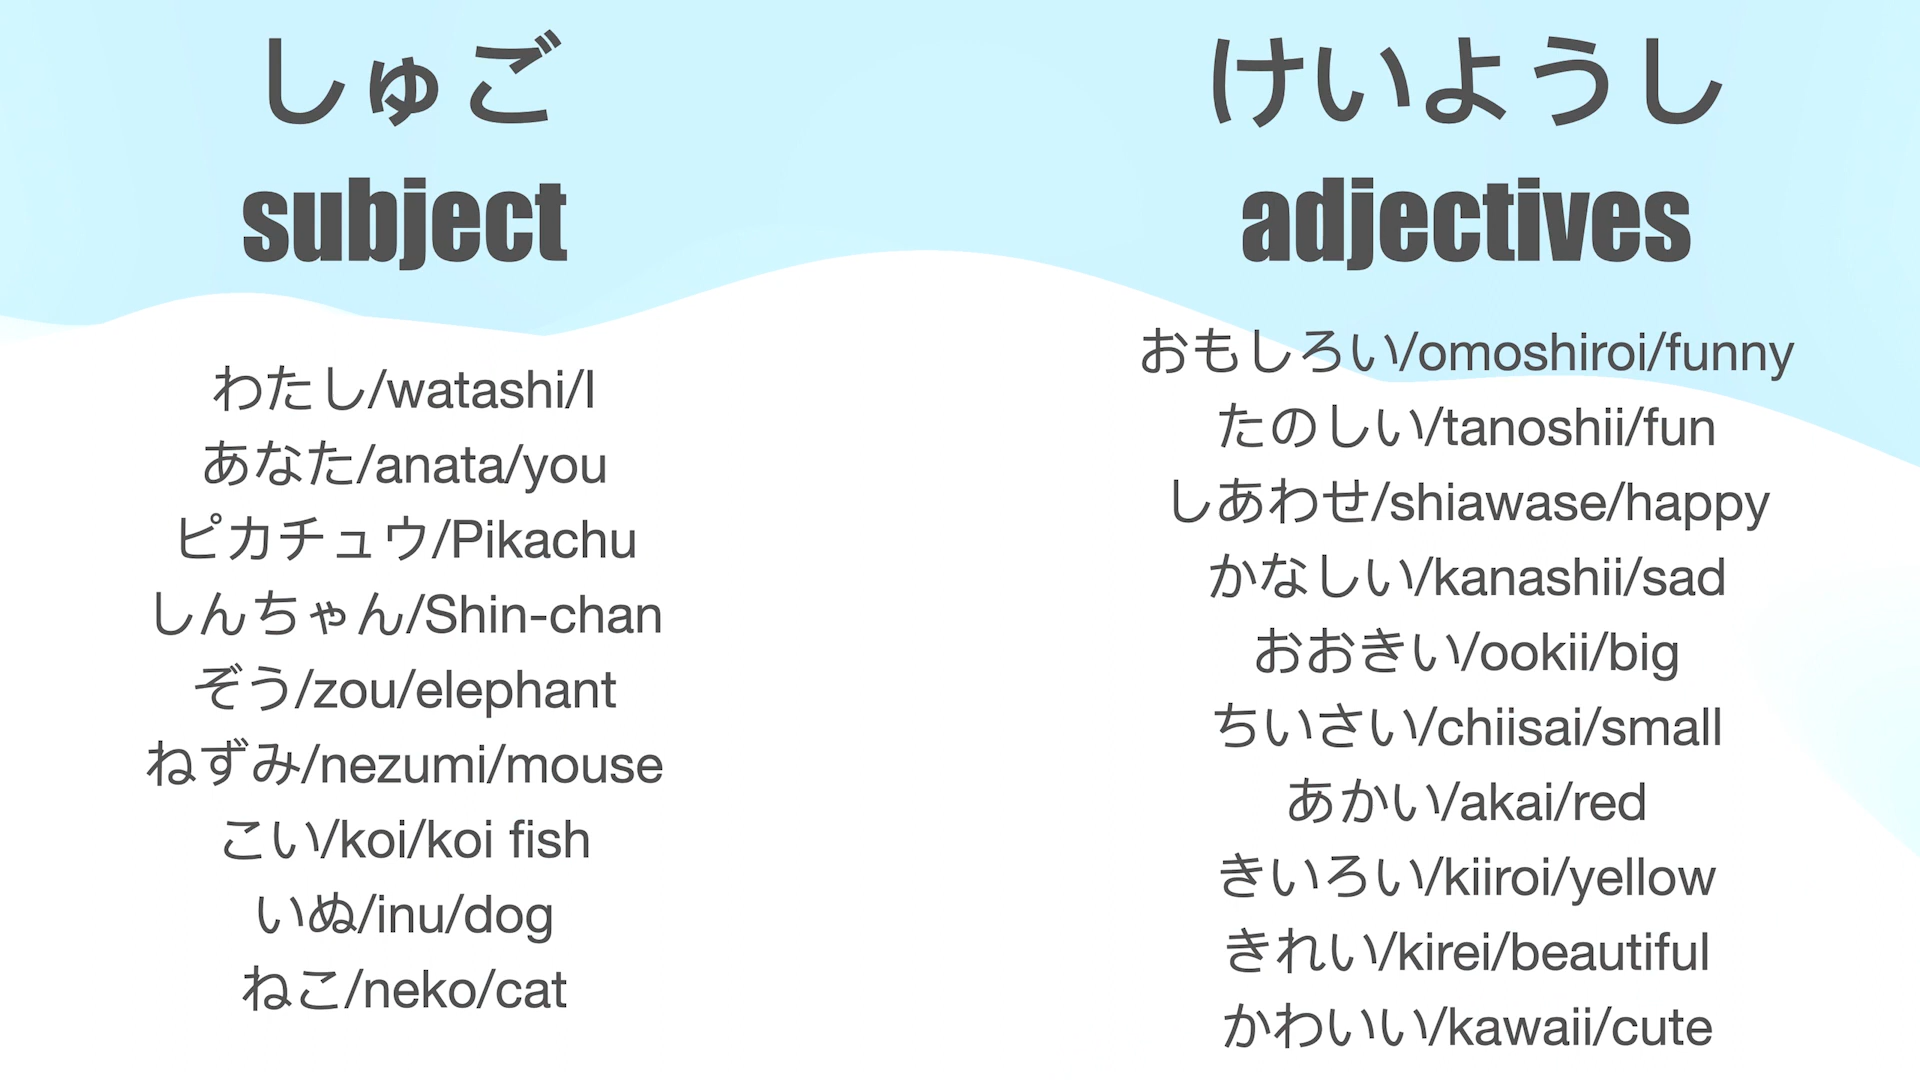 しゅご
subject
わたし/watashi/I
あなた/anata/you
ピカチュウ/Pikachu
しんちゃん/Shin-chan
ぞう/zou/elephant
ねずみ/nezumi/mouse
こい/koi/koi fish
いぬ/inu/dog
ねこ/neko/cat
けいようし
adjectives
おもしろい/omoshiroi/funny
たのしい/tanoshii/fun
しあわせ/shiawase/happy
かなしい/kanashii/sad
おおきい/ookii/big
ちいさい/chiisai/small
あかい/akai/red
きいろい/kiiroi/yellow
きれい/kirei/beautiful
かわいい/kawaii/cute